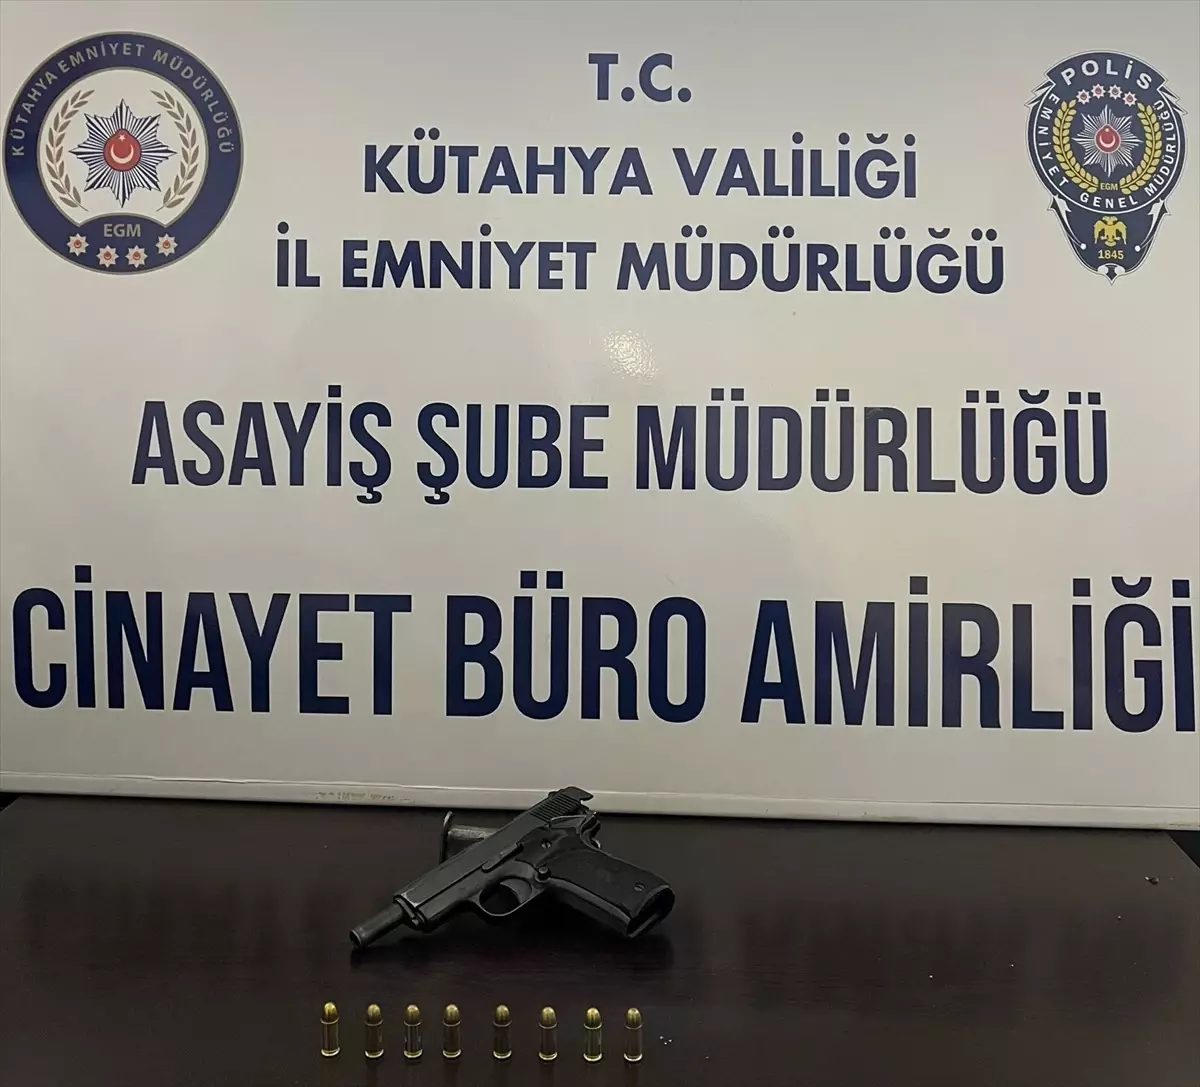 KÜTAHYA EMNİYET MÜDÜRLÜĞÜ
EGM
T.C.
KÜTAHYA VALİLİĞİ
İL EMNİYET MÜDÜRLÜĞÜ
POLİS
EMNİYET GENEL MÜDÜRLÜĞÜ
EGM
1845
ASAYİŞ ŞUBE MÜDÜRLÜĞÜ
CİNAYET BÜRO AMİRLİĞİ